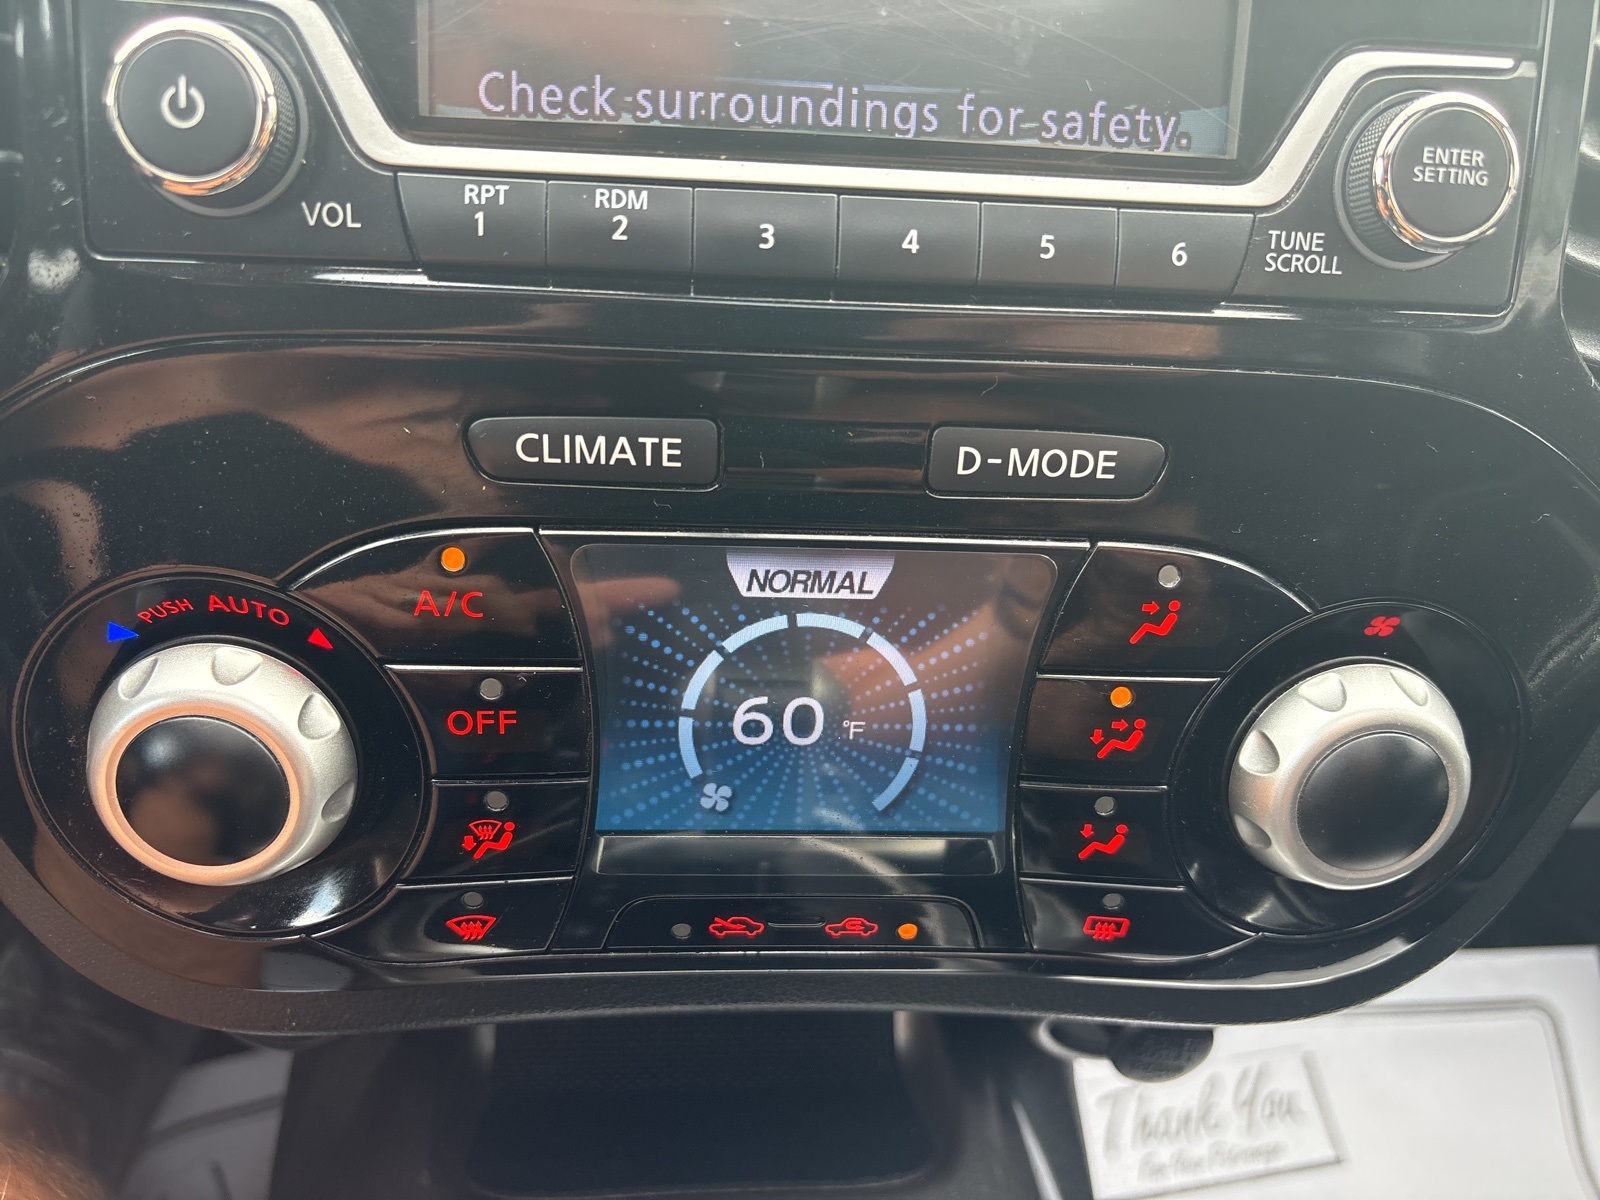 Check surroundings for safety.
VOL
RPT
1
RDM
2
3
4
5
6
TUNE
SCROLL
ENTER
SETTING
CLIMATE
D-MODE
PUSH AUTO
A/C
OFF
NORMAL
60 °F
Thank You